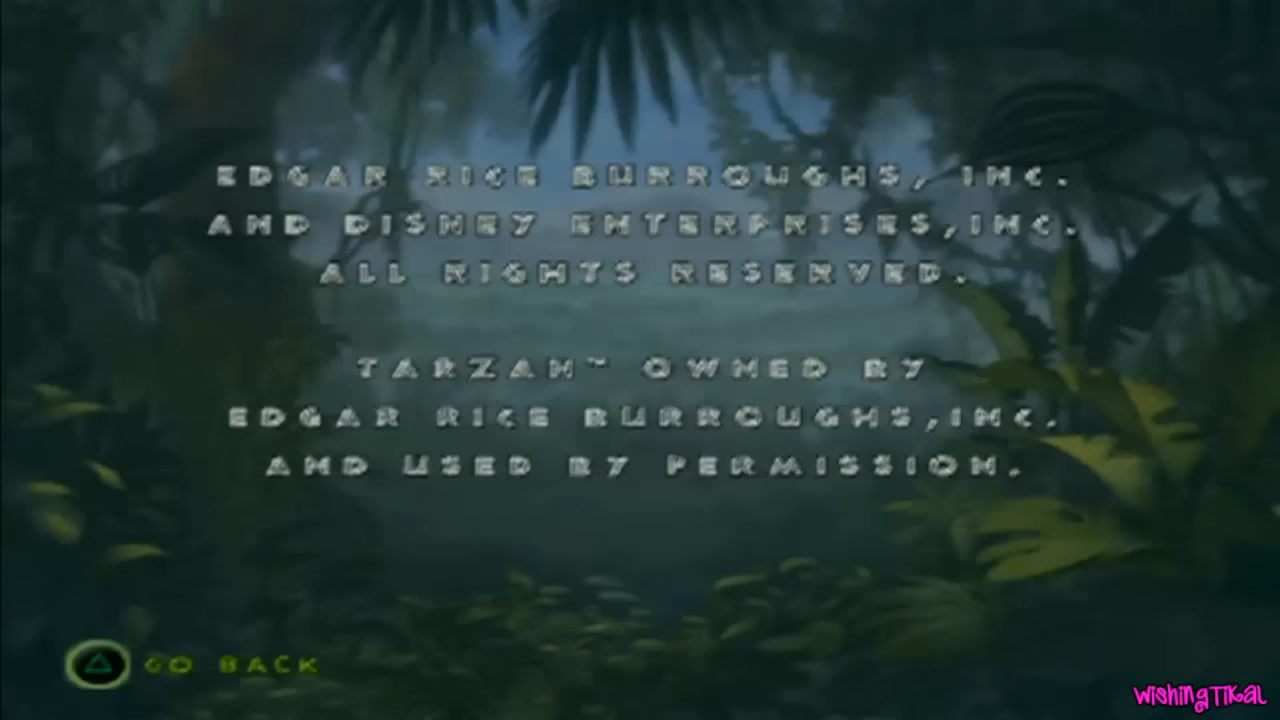 EDGAR RICE BURROUGHS, INC.
AND DISNEY ENTERPRISES,INC.
ALL RIGHTS RESERVED.
TARZAN™ OWNED BY
EDGAR RICE BURROUGHS,INC.
AND USED BY PERMISSION.
GO BACK
WishingTikal